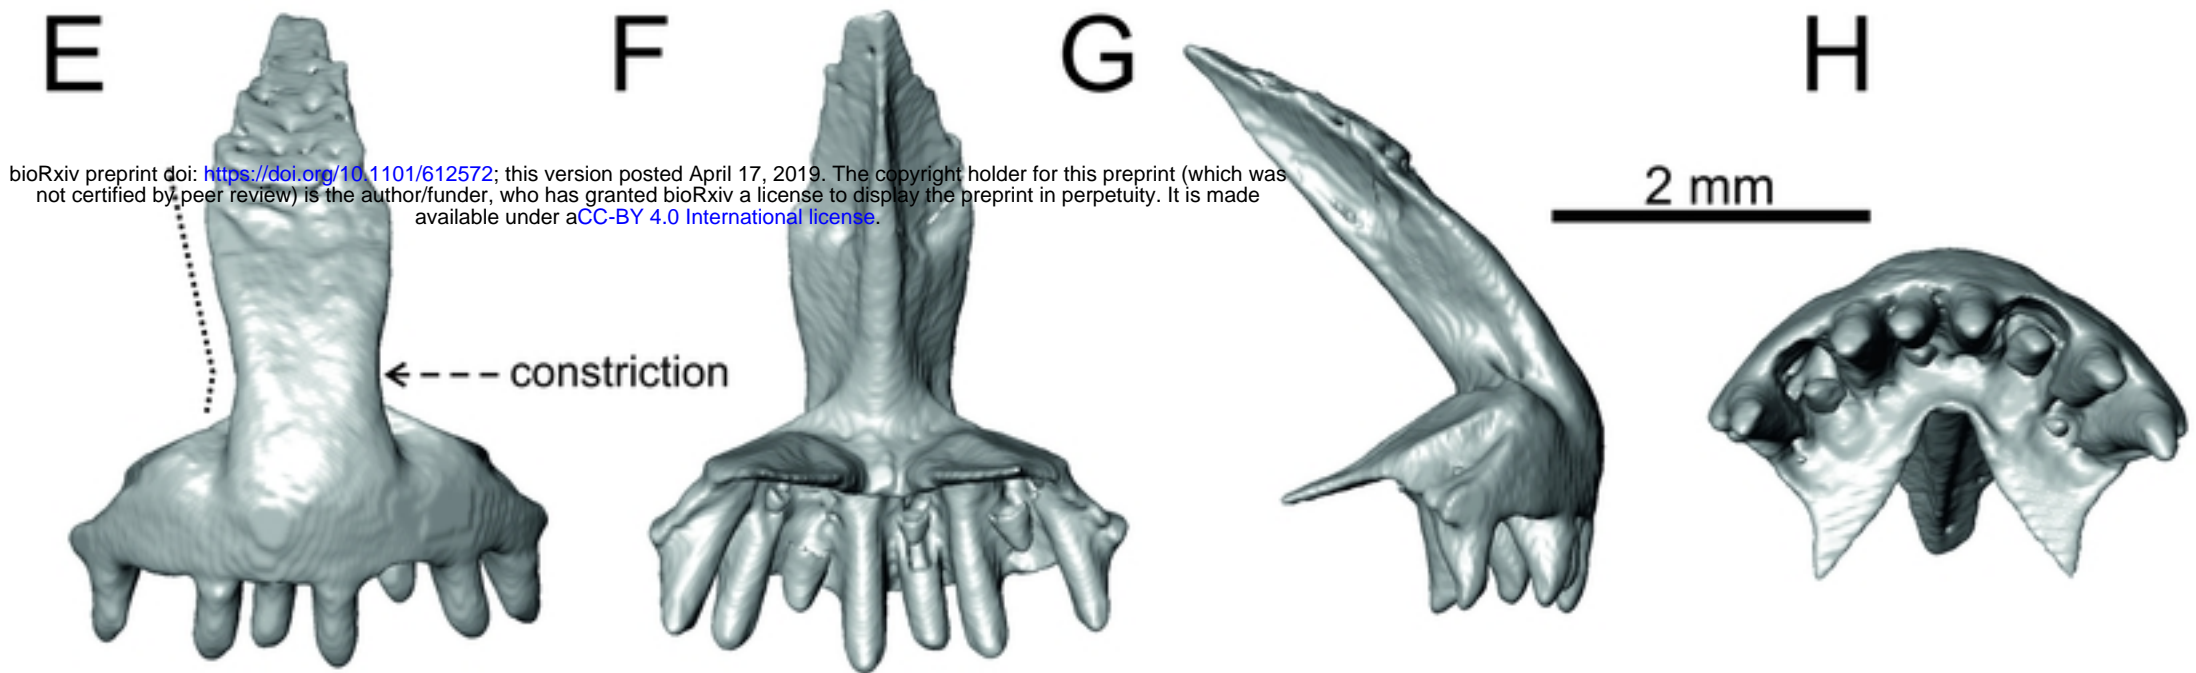 E F G H
bioRxiv preprint doi: https://doi.org/10.1101/612572; this version posted April 17, 2019. The copyright holder for this preprint (which was
not certified by peer review) is the author/funder, who has granted bioRxiv a license to display the preprint in perpetuity. It is made
available under aCC-BY 4.0 International license.
2 mm
constriction